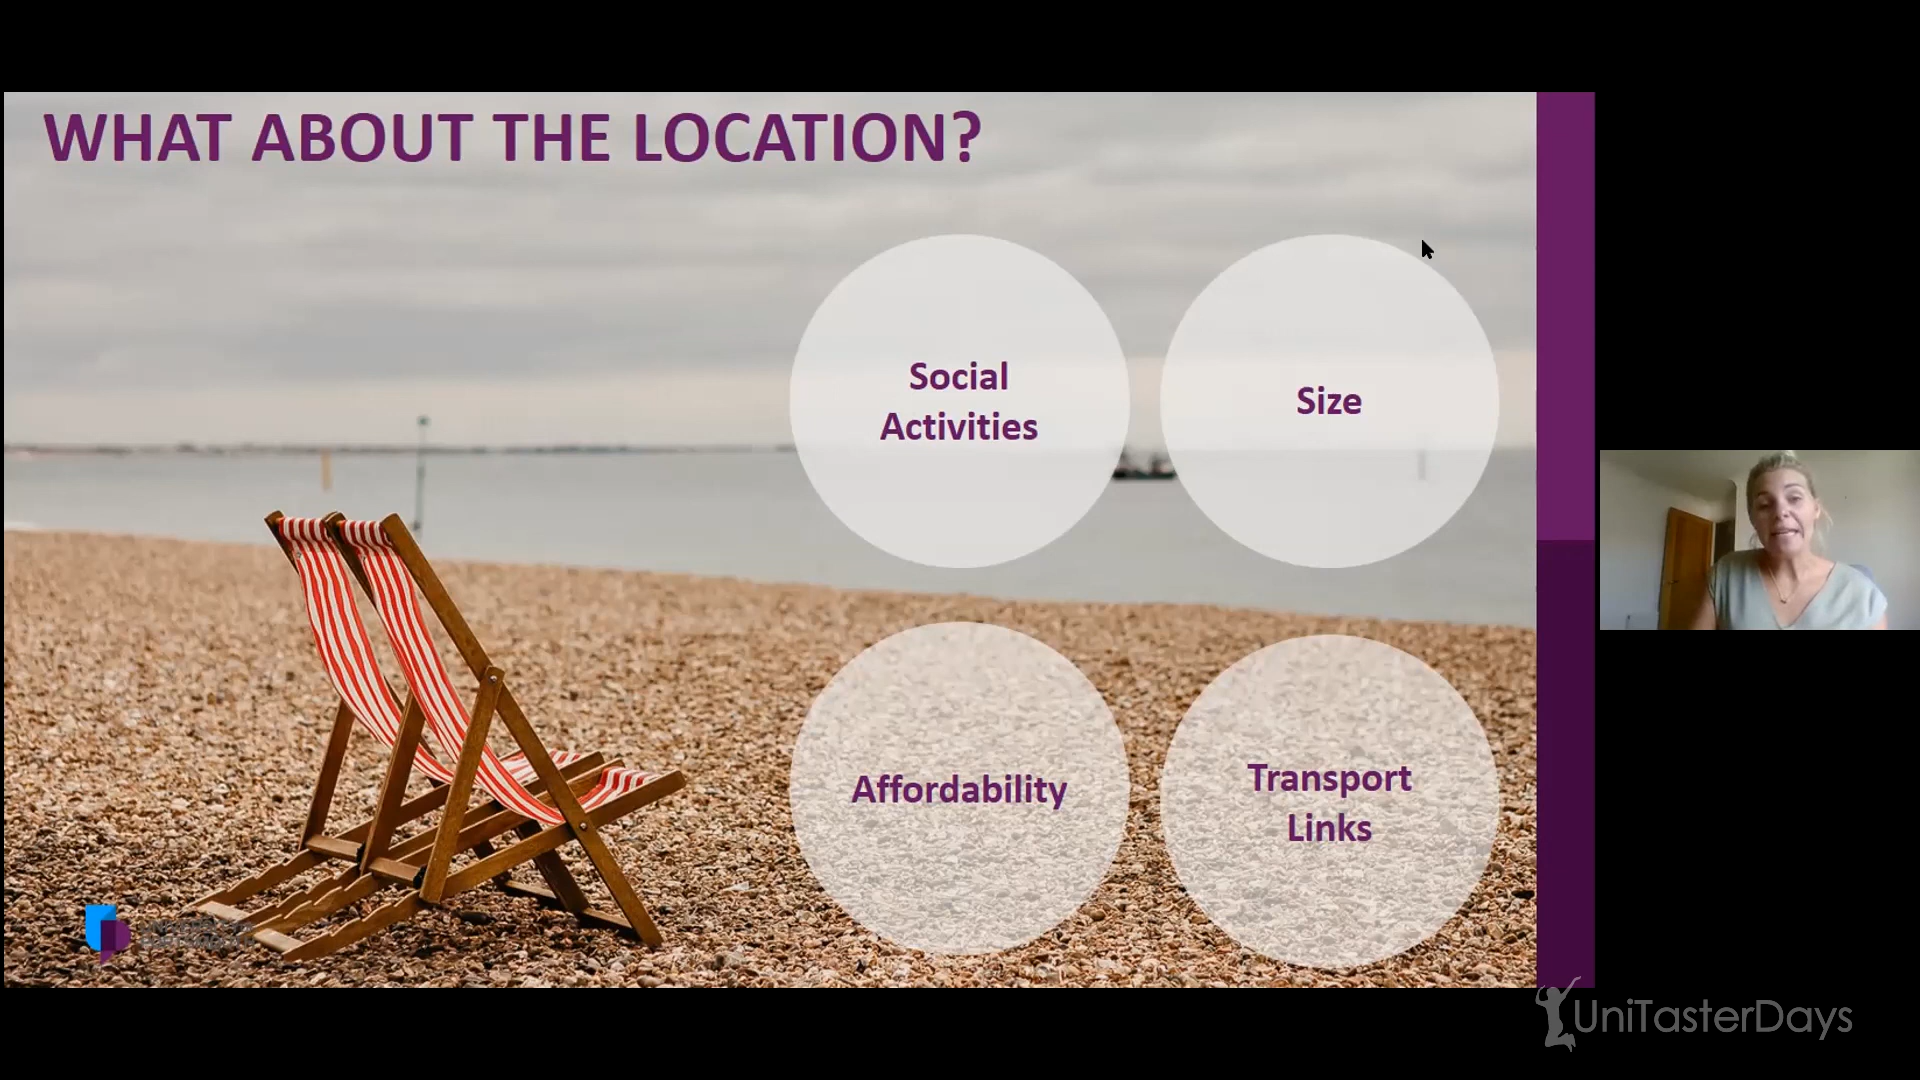 WHAT ABOUT THE LOCATION?
Social
Activities
Size
Affordability
Transport
Links
UniTasterDays